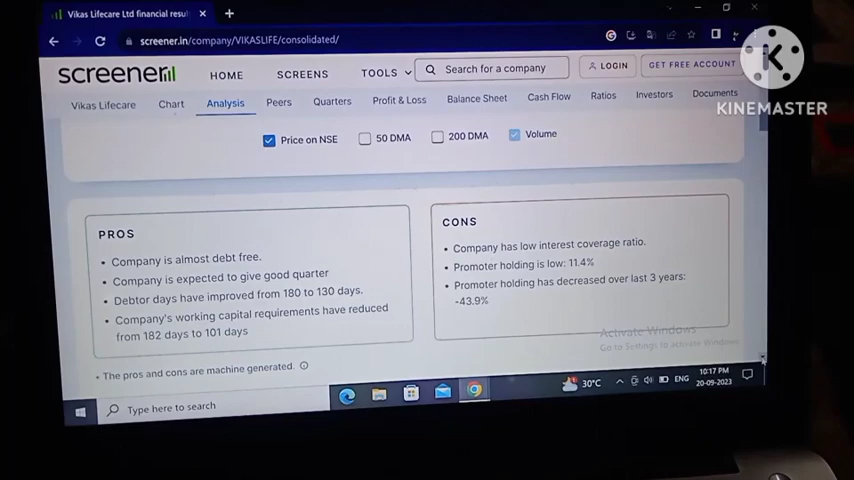 Vikas Lifecare Ltd financial resu
screener.in/company/VIKASLIFE/consolidated/
screener
HOME
SCREENS
TOOLS
Search for a company
LOGIN
GET FREE ACCOUNT
KINEMASTER
Vikas Lifecare
Chart
Analysis
Peers
Quarters
Profit & Loss
Balance Sheet
Cash Flow
Ratios
Investors
Documents
Price on NSE
50 DMA
200 DMA
Volume
PROS
• Company is almost debt free.
• Company is expected to give good quarter
• Debtor days have improved from 180 to 130 days.
• Company's working capital requirements have reduced
from 182 days to 101 days
CONS
• Company has low interest coverage ratio.
• Promoter holding is low: 11.4%
• Promoter holding has decreased over last 3 years:
-43.9%
• The pros and cons are machine generated.
Activate Windows
Go to Settings to activate Windows.
Type here to search
30°C
ENG
10:17 PM
20-09-2023